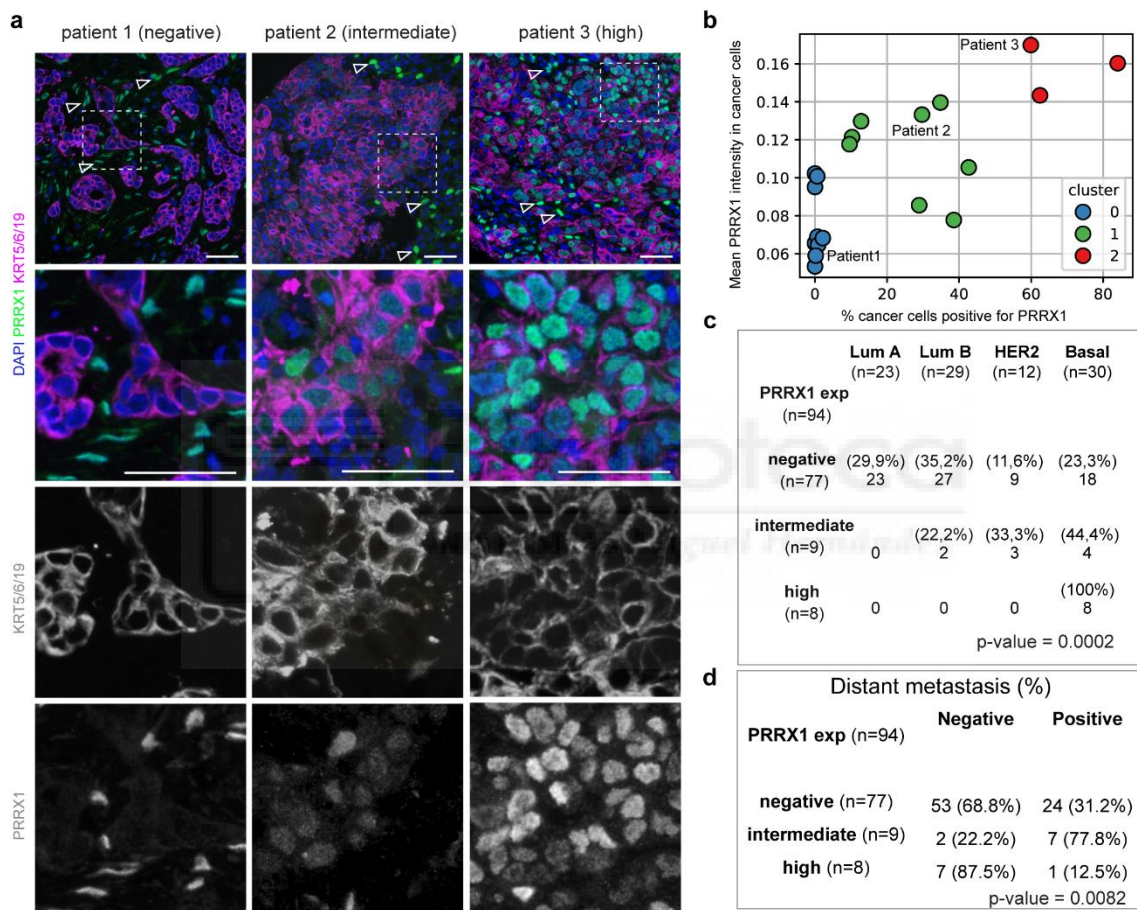 a
patient 1 (negative)
patient 2 (intermediate)
patient 3 (high)
DAPI PRRX1 KRT5/6/19
KRT5/6/19
PRRX1
b
Mean PRRX1 intensity in cancer cells
0.16
0.14
0.12
0.10
0.08
0.06
Patient 3
Patient 2
Patient1
cluster
0
1
2
0 20 40 60 80
% cancer cells positive for PRRX1
c
Lum A Lum B HER2 Basal
(n=23) (n=29) (n=12) (n=30)
PRRX1 exp
(n=94)
negative (29,9%) (35,2%) (11,6%) (23,3%)
(n=77) 23 27 9 18
intermediate (22,2%) (33,3%) (44,4%)
(n=9) 0 2 3 4
high (100%)
(n=8) 0 0 0 8
p-value = 0.0002
d
Distant metastasis (%)
Negative Positive
PRRX1 exp (n=94)
negative (n=77) 53 (68.8%) 24 (31.2%)
intermediate (n=9) 2 (22.2%) 7 (77.8%)
high (n=8) 7 (87.5%) 1 (12.5%)
p-value = 0.0082